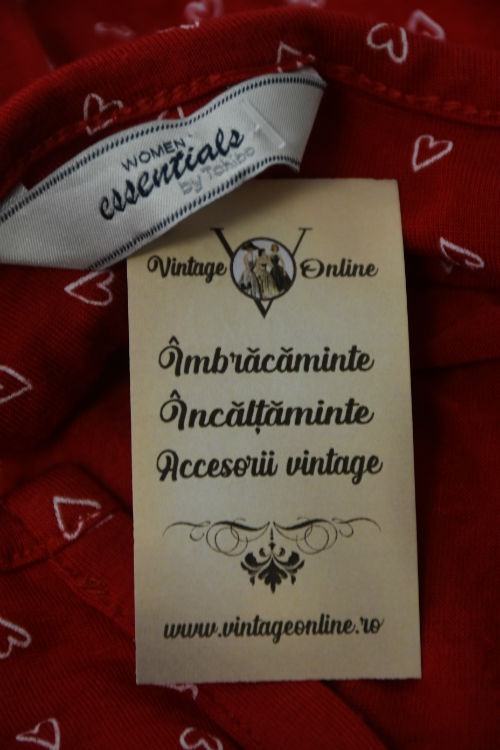 WOMEN
essentials
by Tchibo
Vintage Online
Îmbrăcăminte
Încălțăminte
Accesorii vintage
www.vintageonline.ro